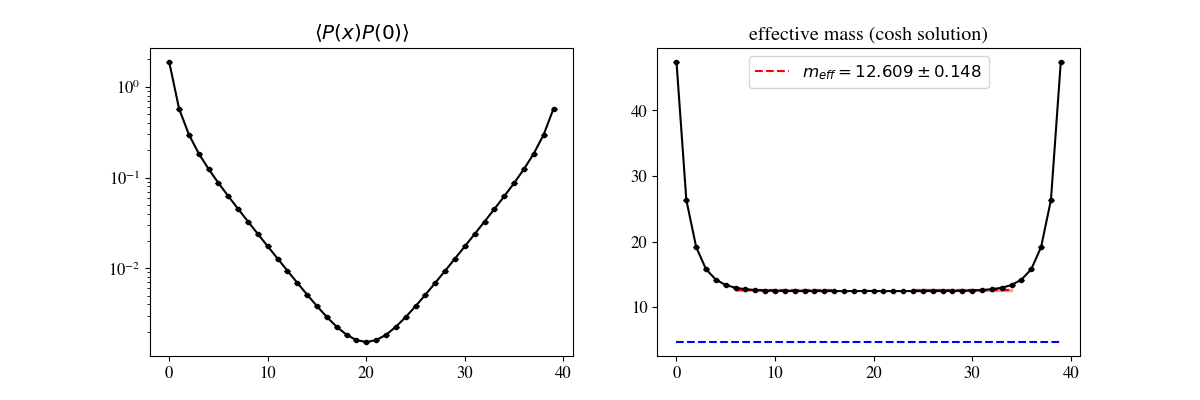 ⟨P(x)P(0)⟩
10⁰
10⁻¹
10⁻²
0 10 20 30 40
effective mass (cosh solution)
m_eff = 12.609 ± 0.148
40
30
20
10
0 10 20 30 40